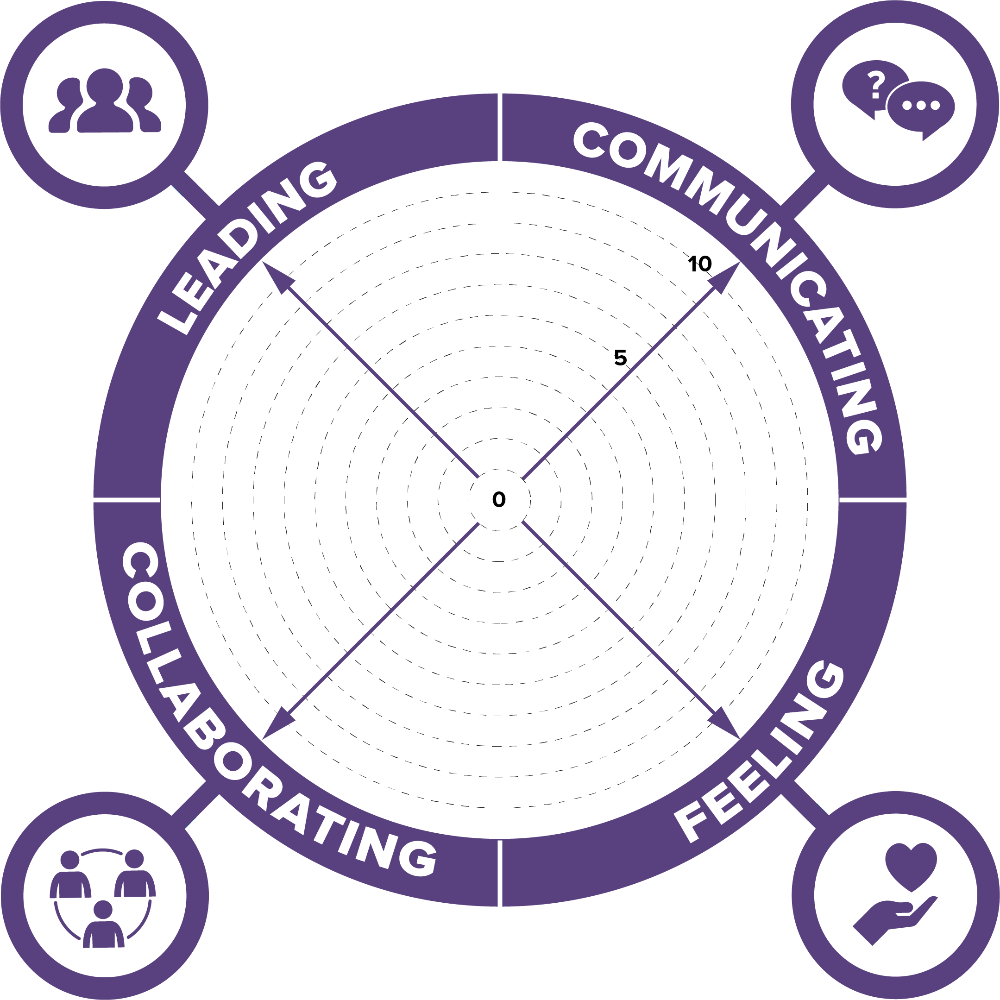 ?
LEADING
COMMUNICATING
10
5
0
COLLABORATING
FEELING